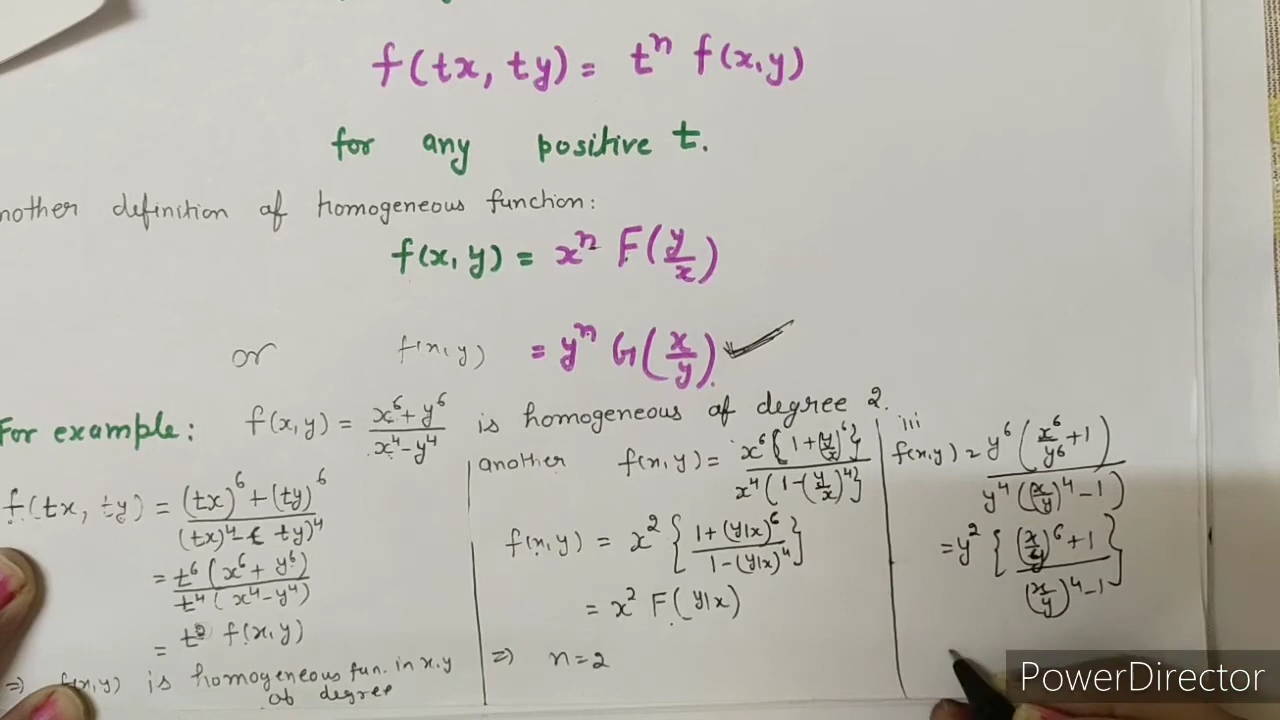 f(tx, ty) = tⁿ f(x,y)
for any positive t.
nother definition of homogeneous function:
f(x, y) = xⁿ F(y/x)
or f(x, y) = yⁿ G(x/y).
For example: f(x,y) = (x⁶+y⁶)/(x⁴-y⁴) is homogeneous of degree 2.
f(tx, ty) = ((tx)⁶+(ty)⁶)/((tx)⁴-(ty)⁴)
= t⁶(x⁶+y⁶)/t⁴(x⁴-y⁴)
= t² f(x,y)
⇒ f(x,y) is homogeneous fun. in x,y
of degree
another f(x,y) = x⁶{1+(y/x)⁶}/x⁴(1-(y/x)⁴}
f(x,y) = x² {(1+(y/x)⁶)/(1-(y/x)⁴)}
= x² F(y/x)
⇒ n=2
iii
f(x,y) = y⁶(x⁶/y⁶+1)/y⁴((x/y)⁴-1)
= y² {((x/y)⁶+1)/((x/y)⁴-1)}
PowerDirector